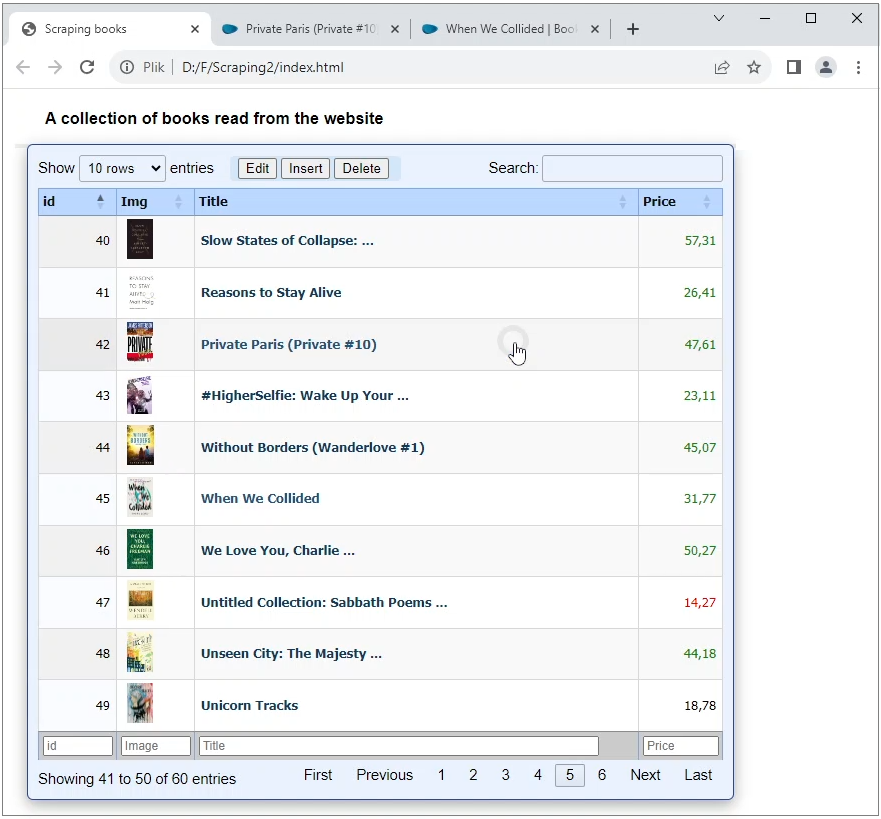 Scraping books
Private Paris (Private #10
When We Collided | Boo
Plik D:/F/Scraping2/index.html
A collection of books read from the website
Show 10 rows entries Edit Insert Delete Search:
id Img Title Price
40 Slow States of Collapse: ... 57,31
41 REASONS TO STAY ALIVE Matt Haig Reasons to Stay Alive 26,41
42 JAMES PATTERSON PRIVATE Private Paris (Private #10) 47,61
43 #HigherSelfie: Wake Up Your ... 23,11
44 WITHOUT BORDERS Without Borders (Wanderlove #1) 45,07
45 When We Collided When We Collided 31,77
46 WE LOVE YOU, CHARLIE FREEMAN We Love You, Charlie ... 50,27
47 Untitled Collection: Sabbath Poems ... 14,27
48 Unseen City: The Majesty ... 44,18
49 Unicorn Tracks 18,78
id Image Title Price
Showing 41 to 50 of 60 entries First Previous 1 2 3 4 5 6 Next Last